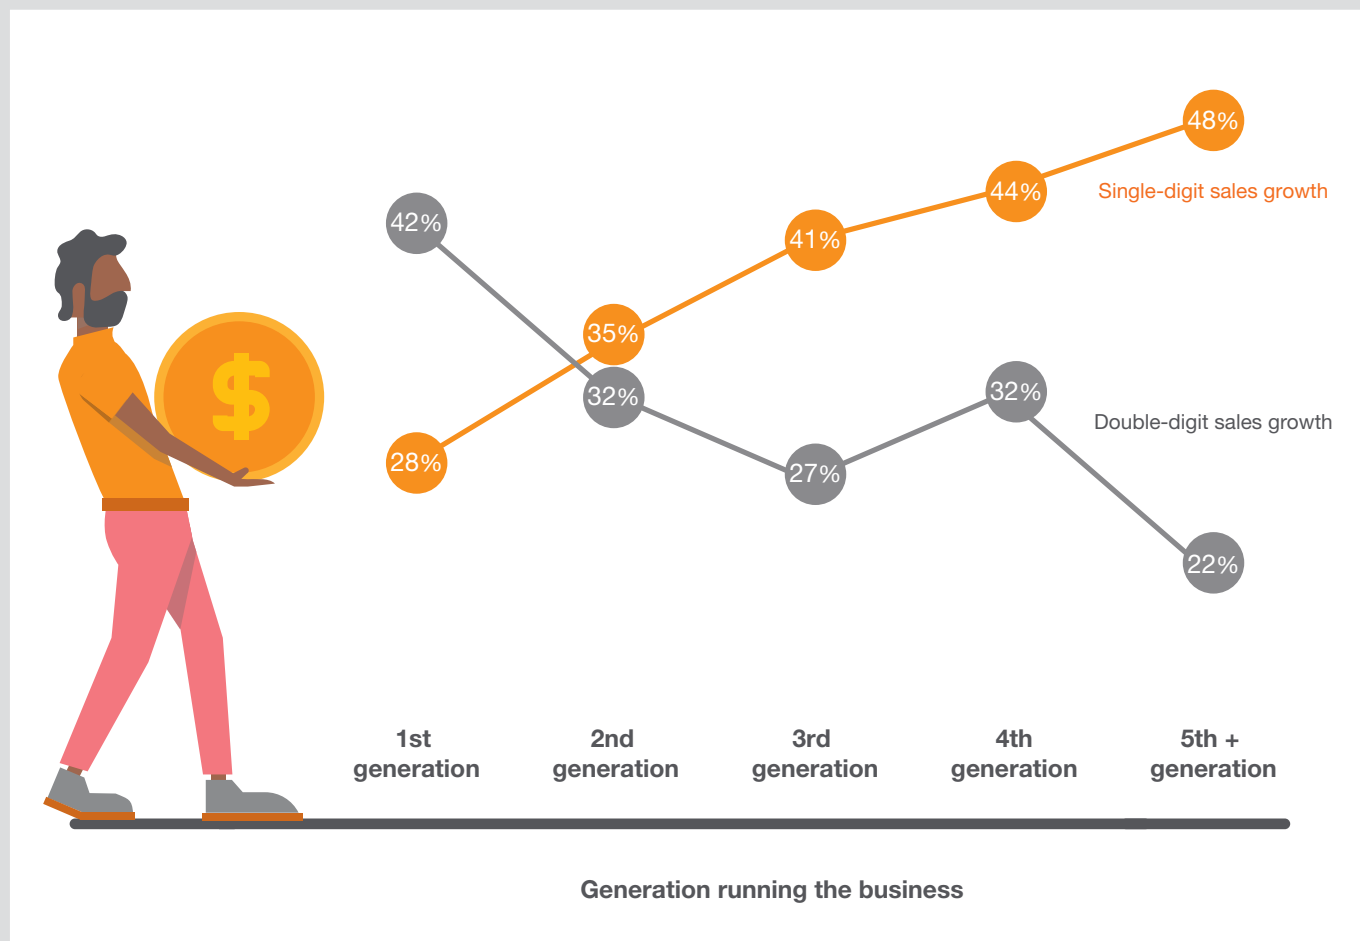 48%
44%
Single-digit sales growth
42%
41%
35%
$
32%
32%
Double-digit sales growth
28%
27%
22%
1st
generation
2nd
generation
3rd
generation
4th
generation
5th +
generation
Generation running the business